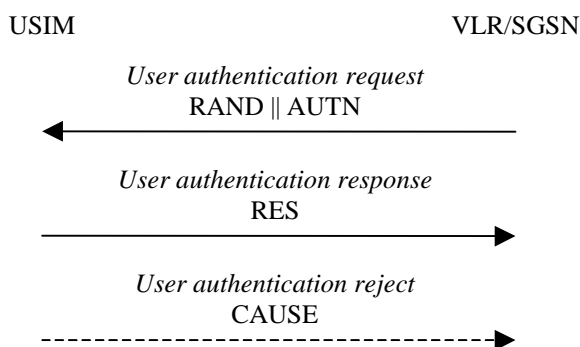 USIM VLR/SGSN
User authentication request
RAND || AUTN
User authentication response
RES
User authentication reject
CAUSE